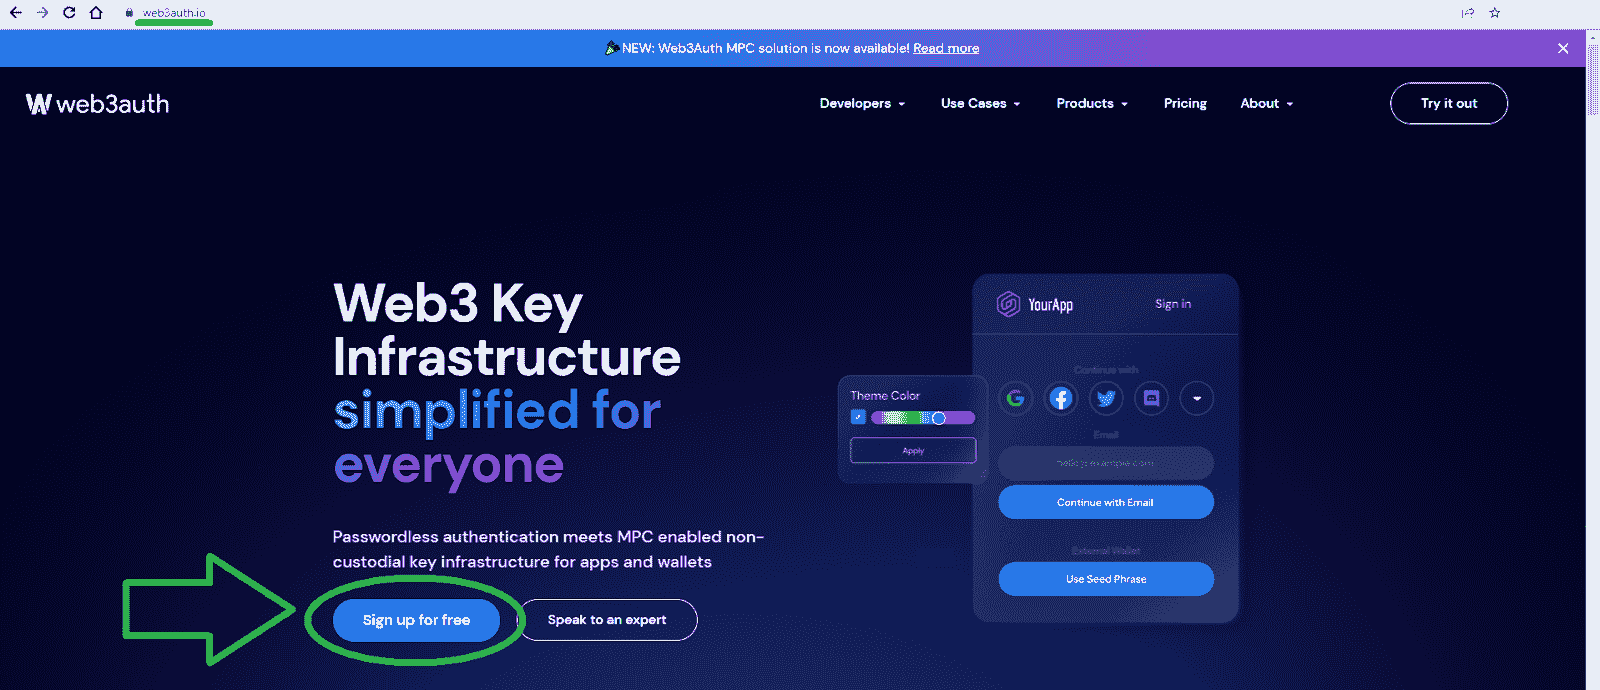 web3auth.io
NEW: Web3Auth MPC solution is now available! Read more
web3auth
Developers
Use Cases
Products
Pricing
About
Try it out
Web3 Key
Infrastructure
simplified for
everyone
Passwordless authentication meets MPC enabled non-
custodial key infrastructure for apps and wallets
Sign up for free
Speak to an expert
Theme Color
Apply
YourApp
Sign in
Continue with
Email
Continue with Email
External Wallet
Use Seed Phrase